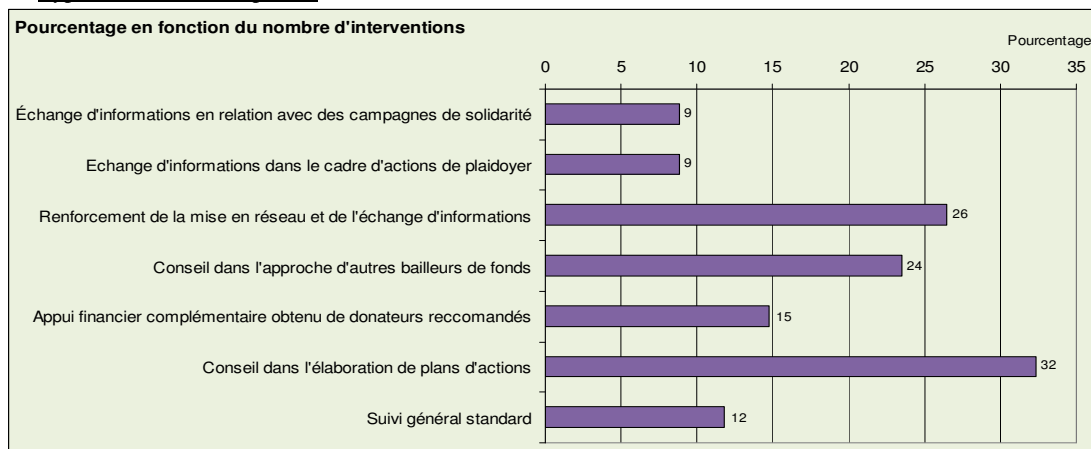 Pourcentage en fonction du nombre d'interventions
Pourcentage
0 5 10 15 20 25 30 35
Échange d'informations en relation avec des campagnes de solidarité 9
Echange d'informations dans le cadre d'actions de plaidoyer 9
Renforcement de la mise en réseau et de l'échange d'informations 26
Conseil dans l'approche d'autres bailleurs de fonds 24
Appui financier complémentaire obtenu de donateurs reccomandés 15
Conseil dans l'élaboration de plans d'actions 32
Suivi général standard 12